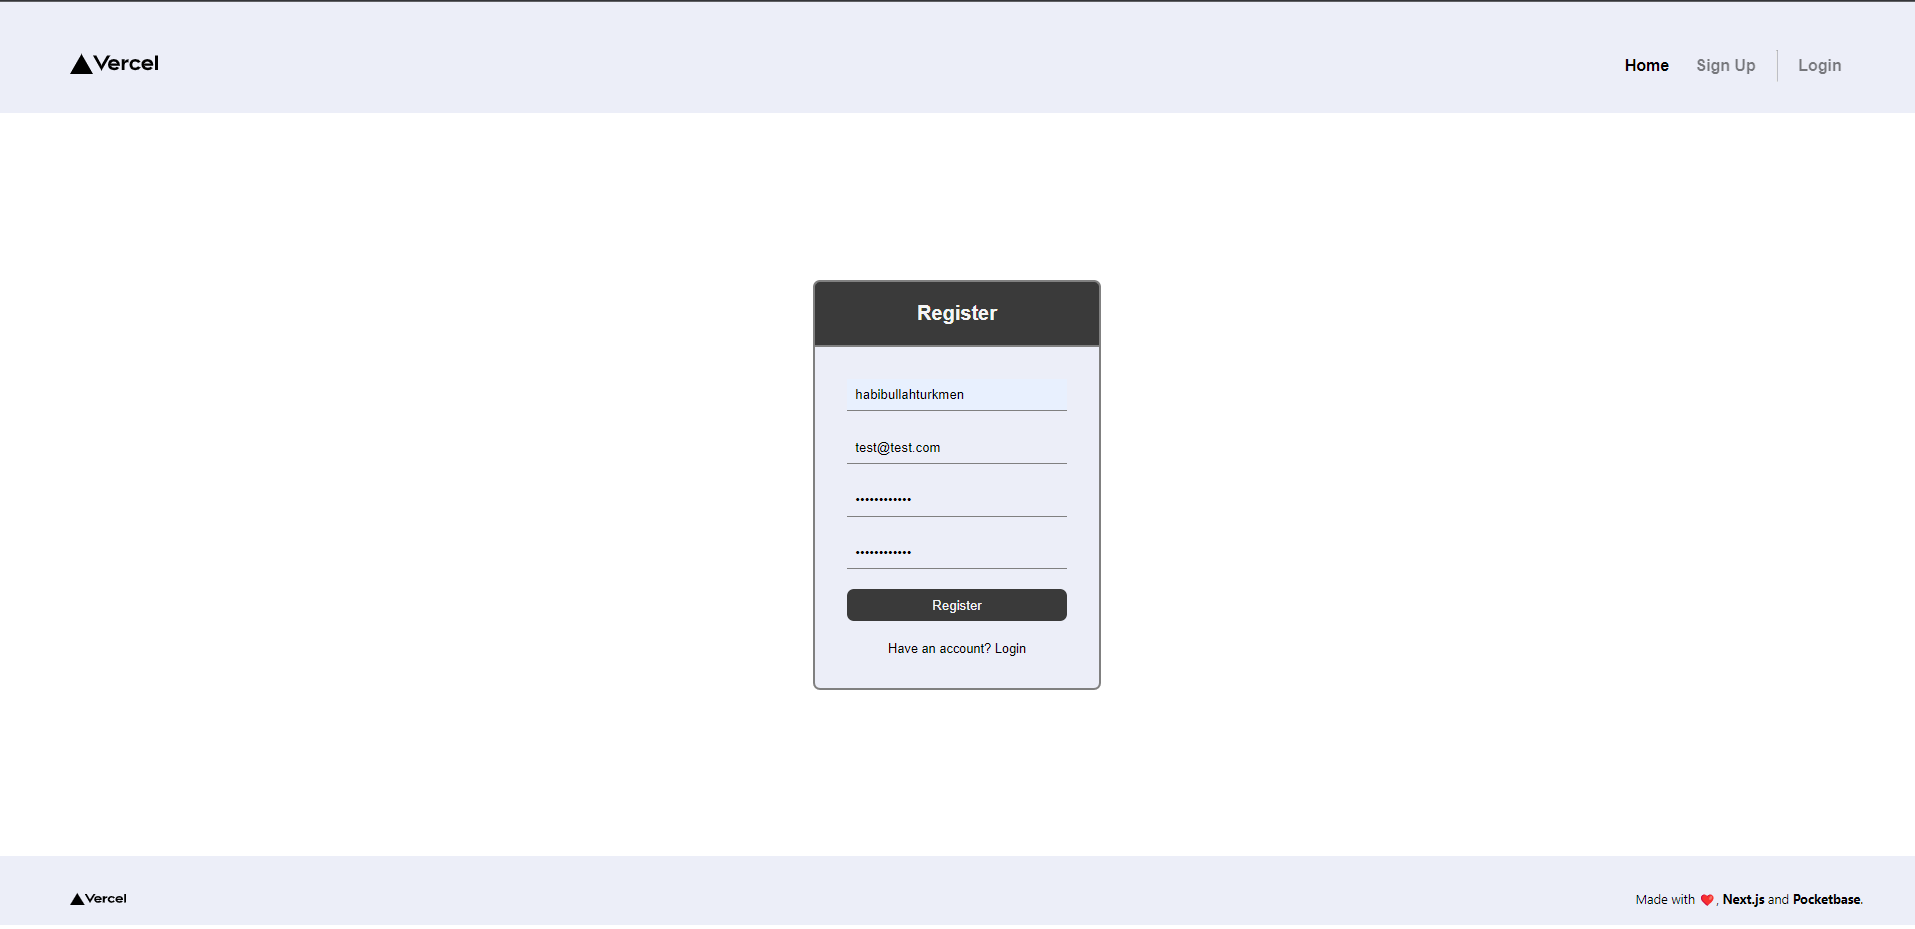 Vercel
Home Sign Up Login
Register
habibullahturkmen
test@test.com
••••••••••••
••••••••••••
Register
Have an account? Login
Vercel
Made with ❤️, Next.js and Pocketbase.